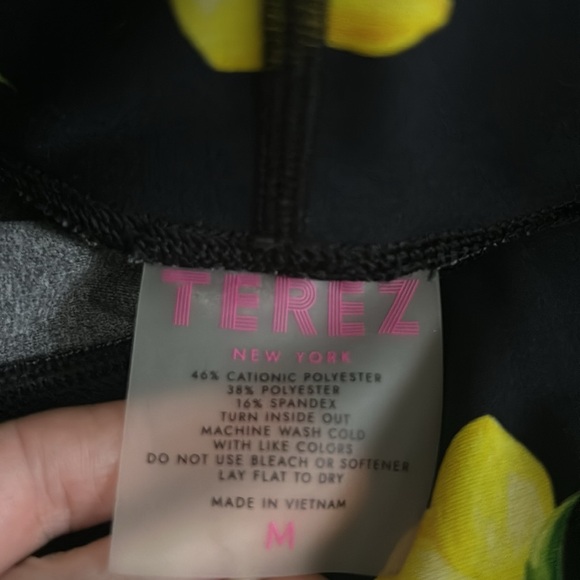 TEREZ
NEW YORK
46% CATIONIC POLYESTER
38% POLYESTER
16% SPANDEX
TURN INSIDE OUT
MACHINE WASH COLD
WITH LIKE COLORS
DO NOT USE BLEACH OR SOFTENER
LAY FLAT TO DRY
MADE IN VIETNAM
M